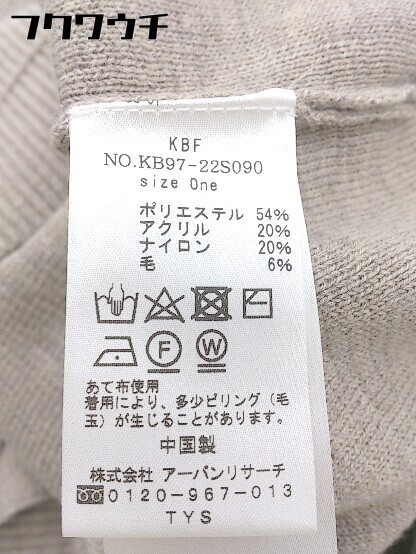 フクワウチ
KBF
NO.KB97-22S090
size One
ポリエステル 54%
アクリル 20%
ナイロン 20%
毛 6%
F W
あて布使用
着用により、多少ピリング（毛
玉）が生じることがあります。
中国製
株式会社 アーバンリサーチ
0120-967-013
TYS